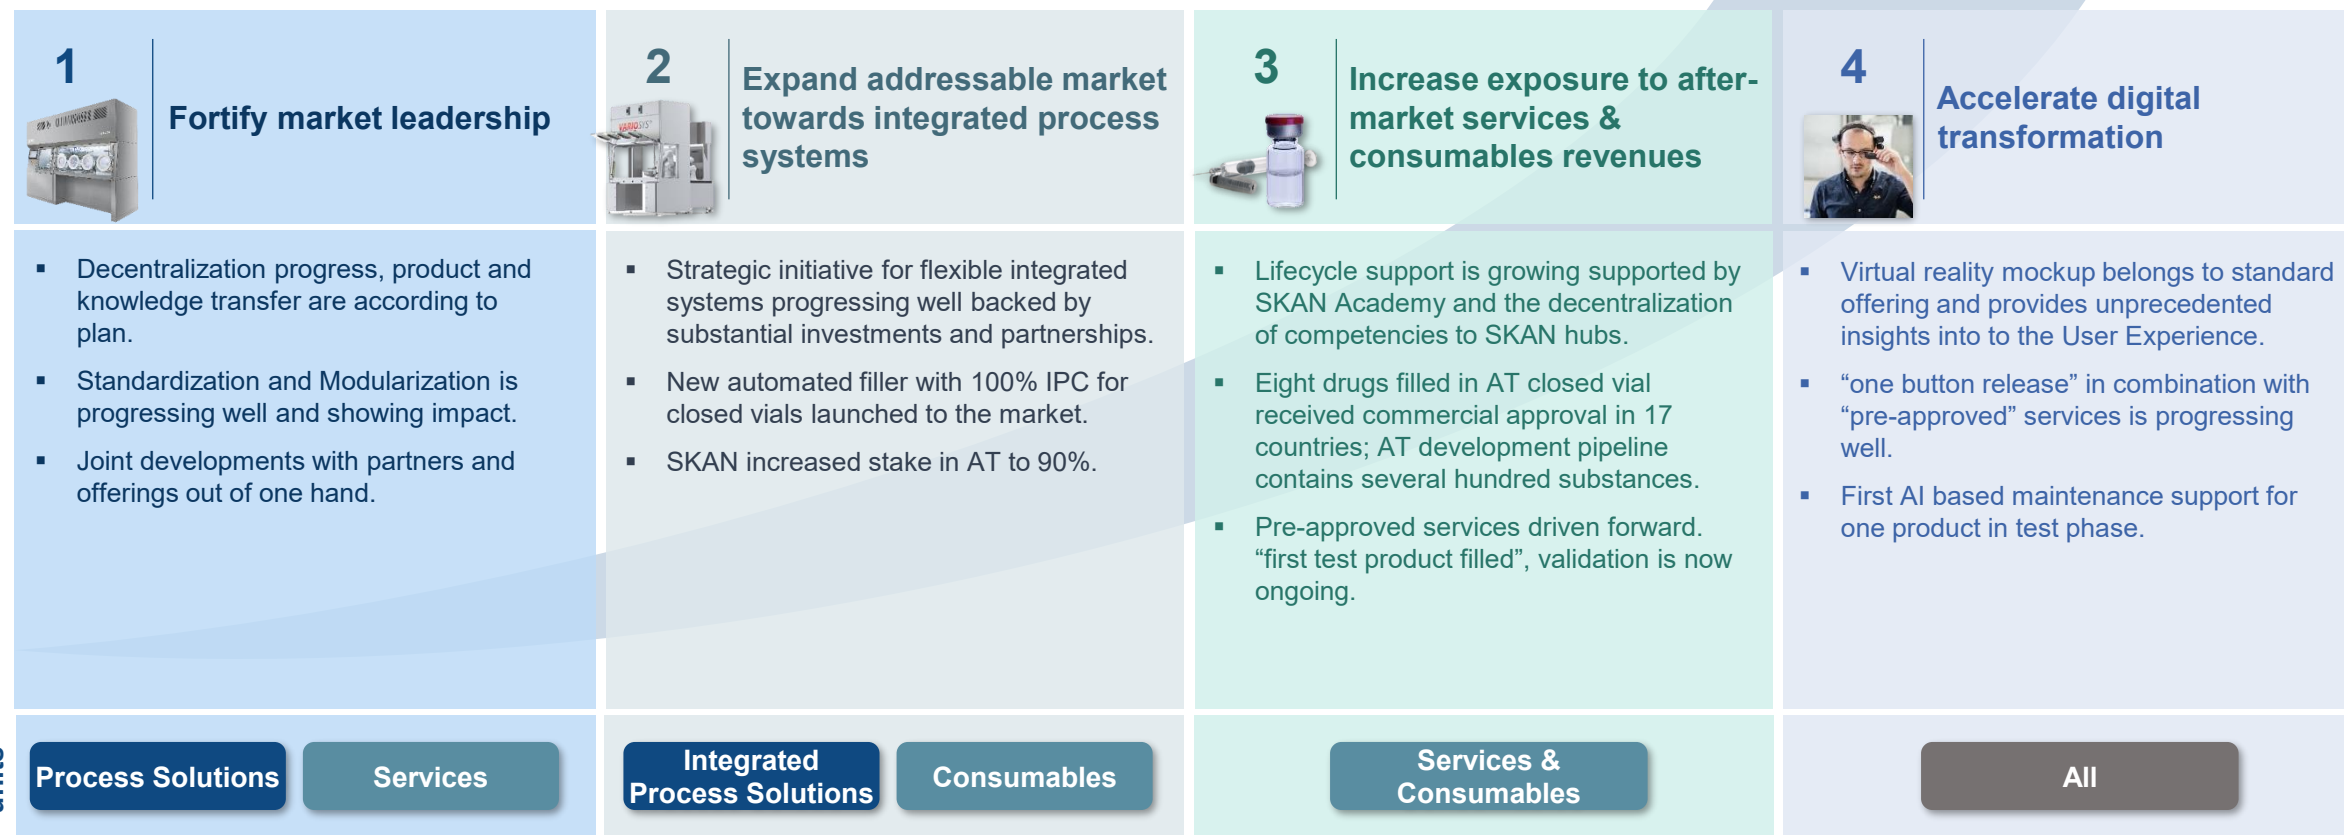 1
Fortify market leadership
2
VARIOSYS
Expand addressable market
towards integrated process
systems
3
Increase exposure to after-
market services &
consumables revenues
4
Accelerate digital
transformation
▪ Decentralization progress, product and
knowledge transfer are according to
plan.
▪ Standardization and Modularization is
progressing well and showing impact.
▪ Joint developments with partners and
offerings out of one hand.
▪ Strategic initiative for flexible integrated
systems progressing well backed by
substantial investments and partnerships.
▪ New automated filler with 100% IPC for
closed vials launched to the market.
▪ SKAN increased stake in AT to 90%.
▪ Lifecycle support is growing supported by
SKAN Academy and the decentralization
of competencies to SKAN hubs.
▪ Eight drugs filled in AT closed vial
received commercial approval in 17
countries; AT development pipeline
contains several hundred substances.
▪ Pre-approved services driven forward.
“first test product filled”, validation is now
ongoing.
▪ Virtual reality mockup belongs to standard
offering and provides unprecedented
insights into to the User Experience.
▪ “one button release” in combination with
“pre-approved” services is progressing
well.
▪ First AI based maintenance support for
one product in test phase.
Process Solutions
Services
Integrated
Process Solutions
Consumables
Services &
Consumables
All